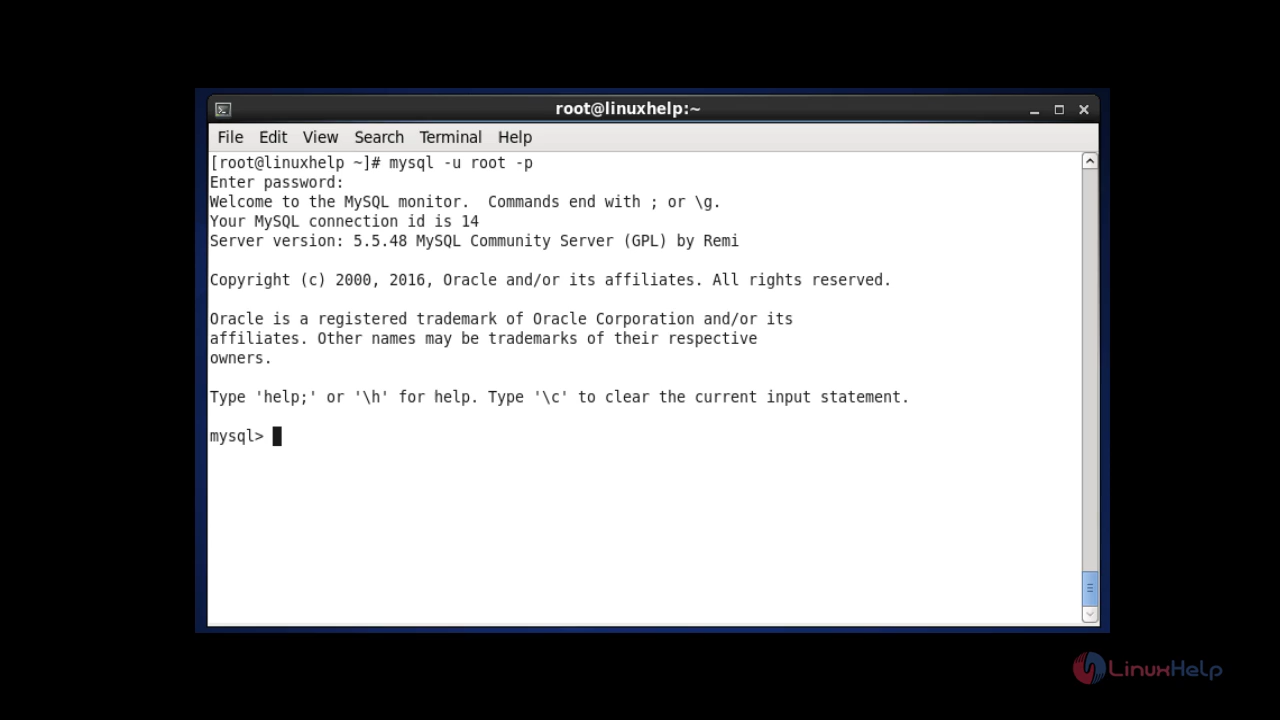 root@linuxhelp:~
File Edit View Search Terminal Help
[root@linuxhelp ~]# mysql -u root -p
Enter password:
Welcome to the MySQL monitor.  Commands end with ; or \g.
Your MySQL connection id is 14
Server version: 5.5.48 MySQL Community Server (GPL) by Remi
Copyright (c) 2000, 2016, Oracle and/or its affiliates. All rights reserved.
Oracle is a registered trademark of Oracle Corporation and/or its
affiliates. Other names may be trademarks of their respective
owners.
Type 'help;' or '\h' for help. Type '\c' to clear the current input statement.
mysql>
LinuxHelp